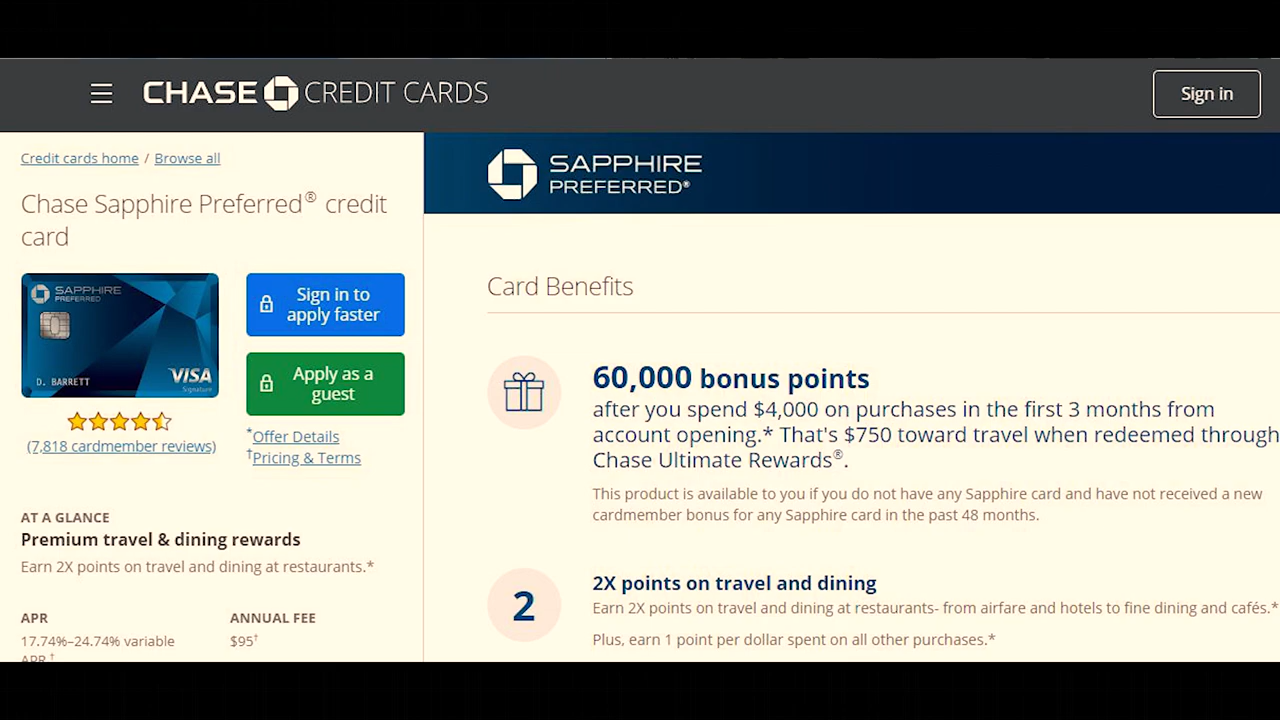 CHASE CREDIT CARDS
Sign in
Credit cards home / Browse all
Chase Sapphire Preferred® credit
card
SAPPHIRE
PREFERRED
D. BARRETT
VISA
Signature
Sign in to
apply faster
Apply as a
guest
(7,818 cardmember reviews)
*Offer Details
†Pricing & Terms
AT A GLANCE
Premium travel & dining rewards
Earn 2X points on travel and dining at restaurants.*
APR
17.74%–24.74% variable
APR †
ANNUAL FEE
$95†
SAPPHIRE
PREFERRED®
Card Benefits
60,000 bonus points
after you spend $4,000 on purchases in the first 3 months from
account opening.* That's $750 toward travel when redeemed through
Chase Ultimate Rewards®.
This product is available to you if you do not have any Sapphire card and have not received a new
cardmember bonus for any Sapphire card in the past 48 months.
2
2X points on travel and dining
Earn 2X points on travel and dining at restaurants- from airfare and hotels to fine dining and cafés.*
Plus, earn 1 point per dollar spent on all other purchases.*